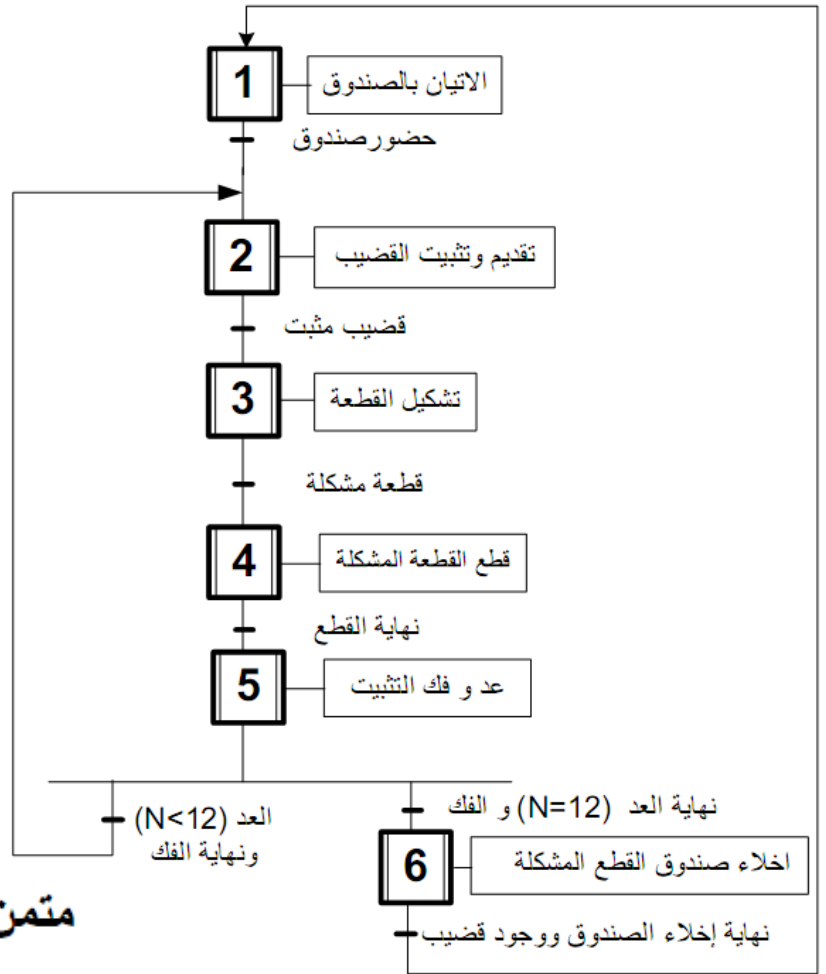 1
الاتيان بالصندوق
حضورصندوق
2
تقديم وتثبيت القضيب
قضيب مثبت
3
تشكيل القطعة
قطعة مشكلة
4
قطع القطعة المشكلة
نهاية القطع
5
عد و فك التثبيت
العد (N<12)
ونهاية الفك
نهاية العد (N=12) و الفك
6
اخلاء صندوق القطع المشكلة
نهاية إخلاء الصندوق ووجود قضيب
متمن